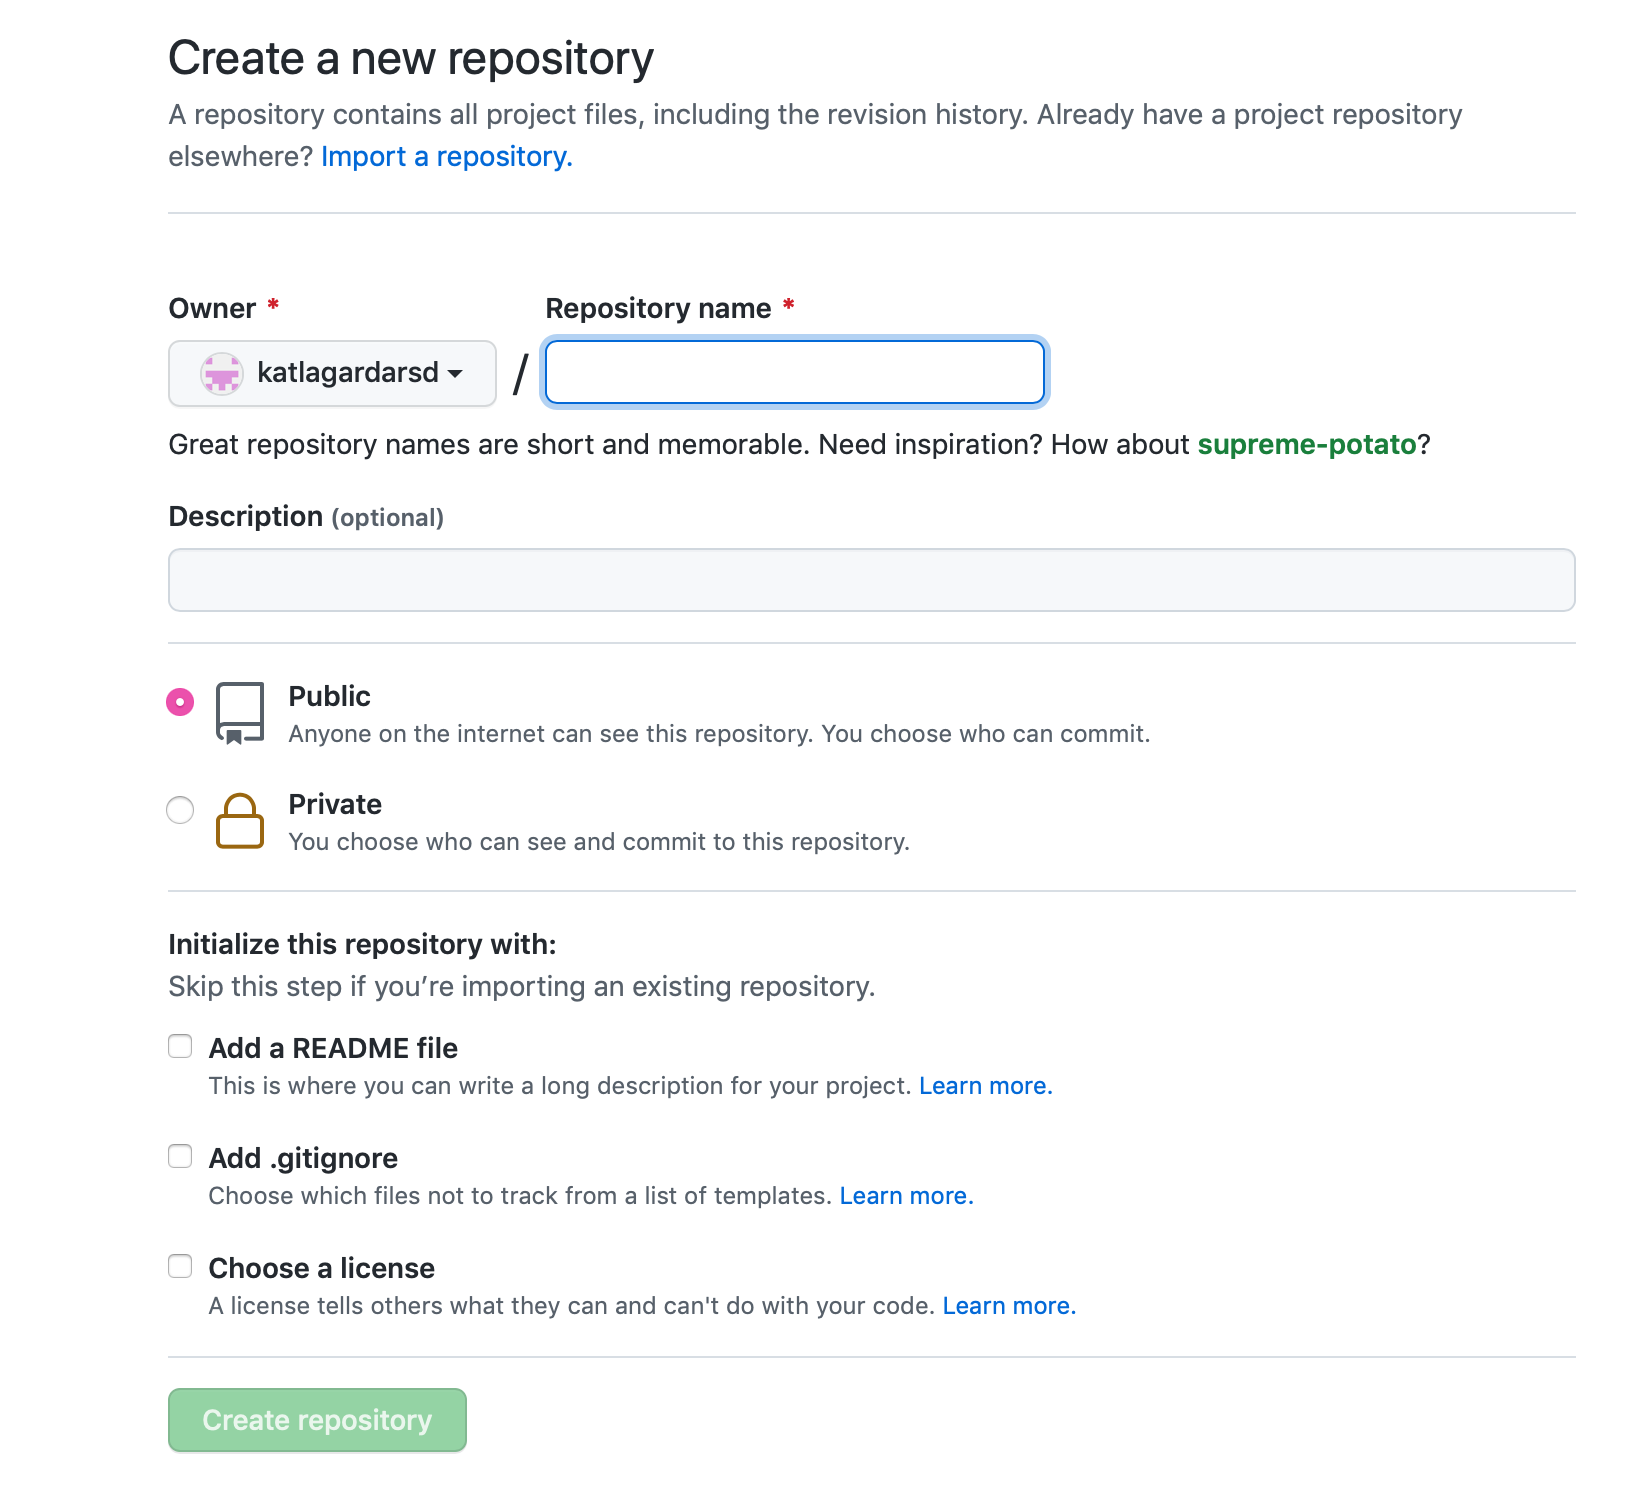 Create a new repository
A repository contains all project files, including the revision history. Already have a project repository
elsewhere? Import a repository.
Owner * Repository name *
katlagardarsd /
Great repository names are short and memorable. Need inspiration? How about supreme-potato?
Description (optional)
Public
Anyone on the internet can see this repository. You choose who can commit.
Private
You choose who can see and commit to this repository.
Initialize this repository with:
Skip this step if you’re importing an existing repository.
Add a README file
This is where you can write a long description for your project. Learn more.
Add .gitignore
Choose which files not to track from a list of templates. Learn more.
Choose a license
A license tells others what they can and can't do with your code. Learn more.
Create repository